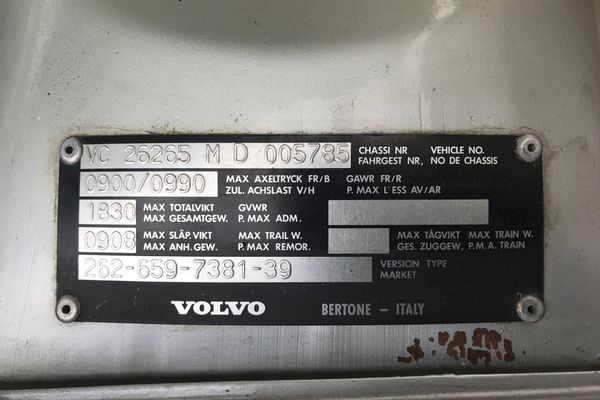 VC 26265 M D 005785 CHASSI NR VEHICLE NO.
FAHRGEST NR, NO DE CHASSIS
0900/0990 MAX AXELTRYCK FR/B GAWR FR/R
ZUL. ACHSLAST V/H P. MAX L'ESS AV/AR
1830 MAX TOTALVIKT GVWR
MAX GESAMTGEW. P. MAX ADM.
0908 MAX SLÄP.VIKT MAX TRAIL W. MAX TÅGVIKT MAX TRAIN W.
MAX ANH. GEW. P. MAX REMOR. GES. ZUGGEW, P.M.A. TRAIN
262-659-7381-39 VERSION TYPE
MARKET
VOLVO BERTONE – ITALY